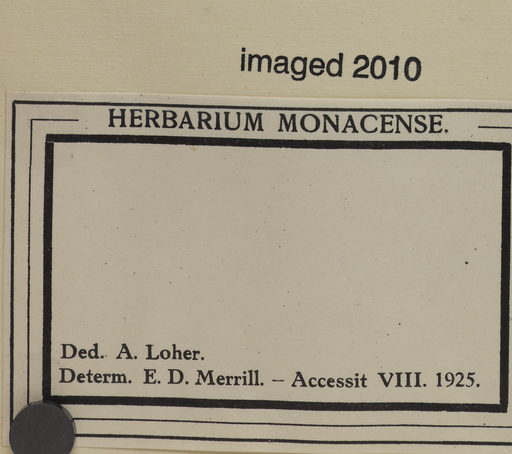 imaged 2010
HERBARIUM MONACENSE.
Ded. A. Loher.
Determ. E. D. Merrill. – Accessit VIII. 1925.